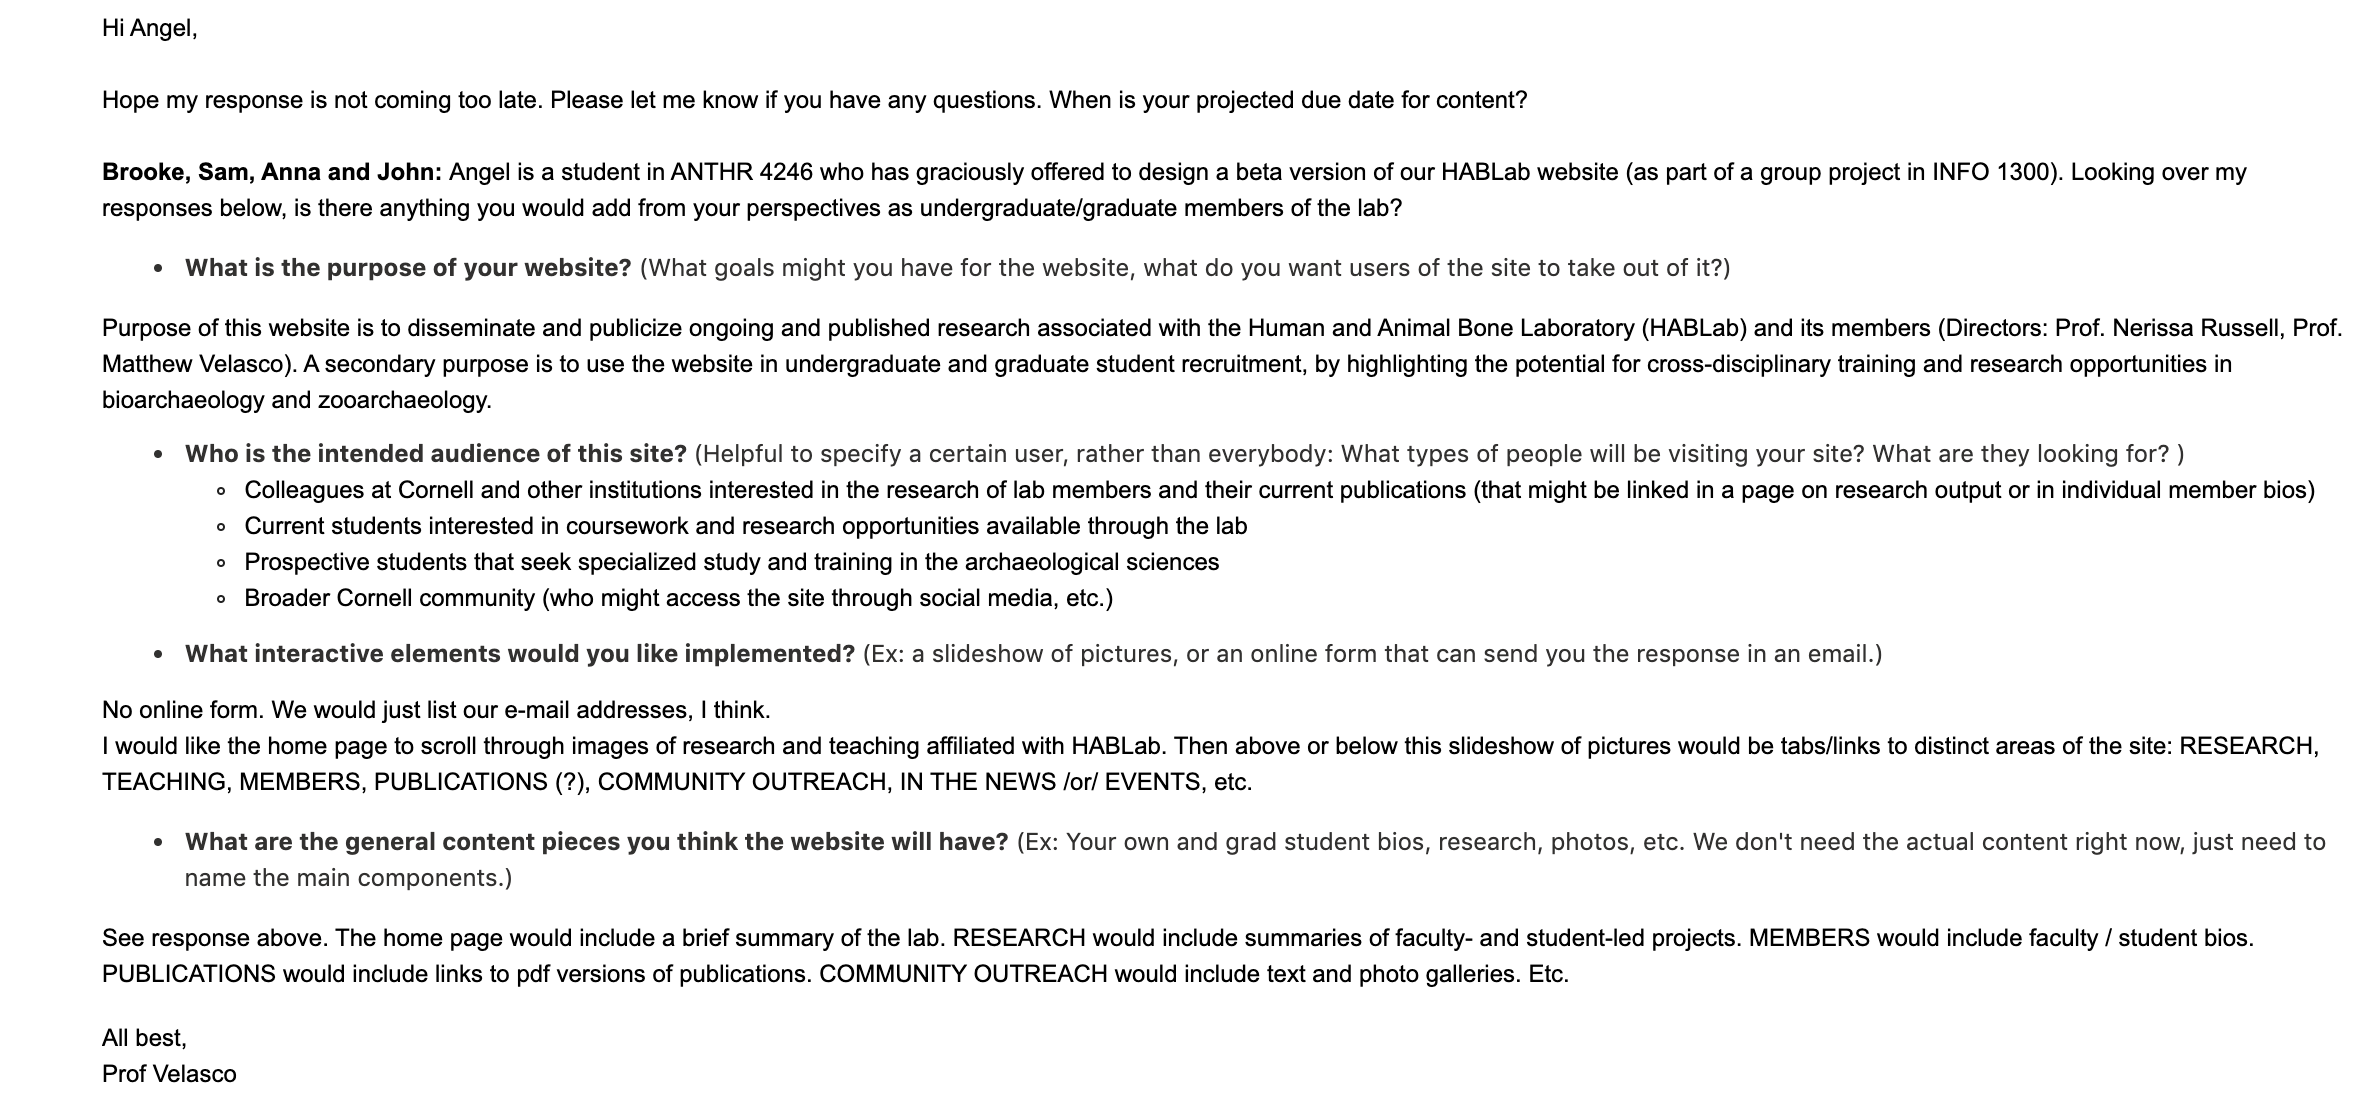 Hi Angel,
Hope my response is not coming too late. Please let me know if you have any questions. When is your projected due date for content?
Brooke, Sam, Anna and John: Angel is a student in ANTHR 4246 who has graciously offered to design a beta version of our HABLab website (as part of a group project in INFO 1300). Looking over my
responses below, is there anything you would add from your perspectives as undergraduate/graduate members of the lab?
• What is the purpose of your website? (What goals might you have for the website, what do you want users of the site to take out of it?)
Purpose of this website is to disseminate and publicize ongoing and published research associated with the Human and Animal Bone Laboratory (HABLab) and its members (Directors: Prof. Nerissa Russell, Prof.
Matthew Velasco). A secondary purpose is to use the website in undergraduate and graduate student recruitment, by highlighting the potential for cross-disciplinary training and research opportunities in
bioarchaeology and zooarchaeology.
• Who is the intended audience of this site? (Helpful to specify a certain user, rather than everybody: What types of people will be visiting your site? What are they looking for? )
◦ Colleagues at Cornell and other institutions interested in the research of lab members and their current publications (that might be linked in a page on research output or in individual member bios)
◦ Current students interested in coursework and research opportunities available through the lab
◦ Prospective students that seek specialized study and training in the archaeological sciences
◦ Broader Cornell community (who might access the site through social media, etc.)
• What interactive elements would you like implemented? (Ex: a slideshow of pictures, or an online form that can send you the response in an email.)
No online form. We would just list our e-mail addresses, I think.
I would like the home page to scroll through images of research and teaching affiliated with HABLab. Then above or below this slideshow of pictures would be tabs/links to distinct areas of the site: RESEARCH,
TEACHING, MEMBERS, PUBLICATIONS (?), COMMUNITY OUTREACH, IN THE NEWS /or/ EVENTS, etc.
• What are the general content pieces you think the website will have? (Ex: Your own and grad student bios, research, photos, etc. We don't need the actual content right now, just need to
name the main components.)
See response above. The home page would include a brief summary of the lab. RESEARCH would include summaries of faculty- and student-led projects. MEMBERS would include faculty / student bios.
PUBLICATIONS would include links to pdf versions of publications. COMMUNITY OUTREACH would include text and photo galleries. Etc.
All best,
Prof Velasco